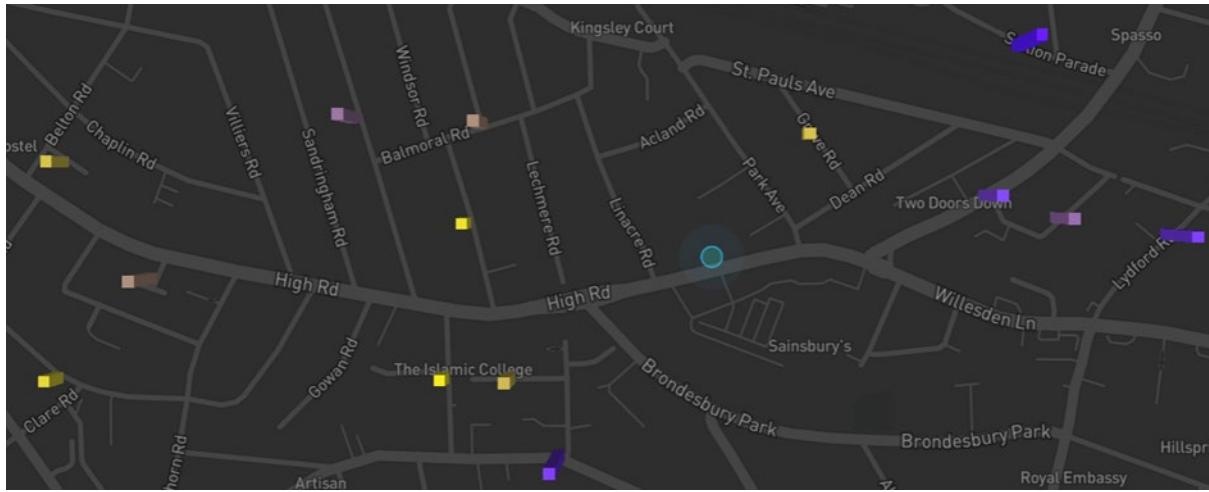 Kingsley Court
Spasso
Station Parade
St. Pauls Ave
Windsor Rd
Belton Rd
Villiers Rd
Acland Rd
Grove Rd
ostel
Chaplin Rd
Sandringham Rd
Balmoral Rd
Lechmere Rd
Linacre Rd
Park Ave
Dean Rd
Two Doors Down
Lydford Rd
High Rd
High Rd
Willesden Ln
Sainsbury's
Gowan Rd
The Islamic College
Clare Rd
Brondesbury Park
Brondesbury Park
horn Rd
Hillspr
Artisan
Royal Embassy